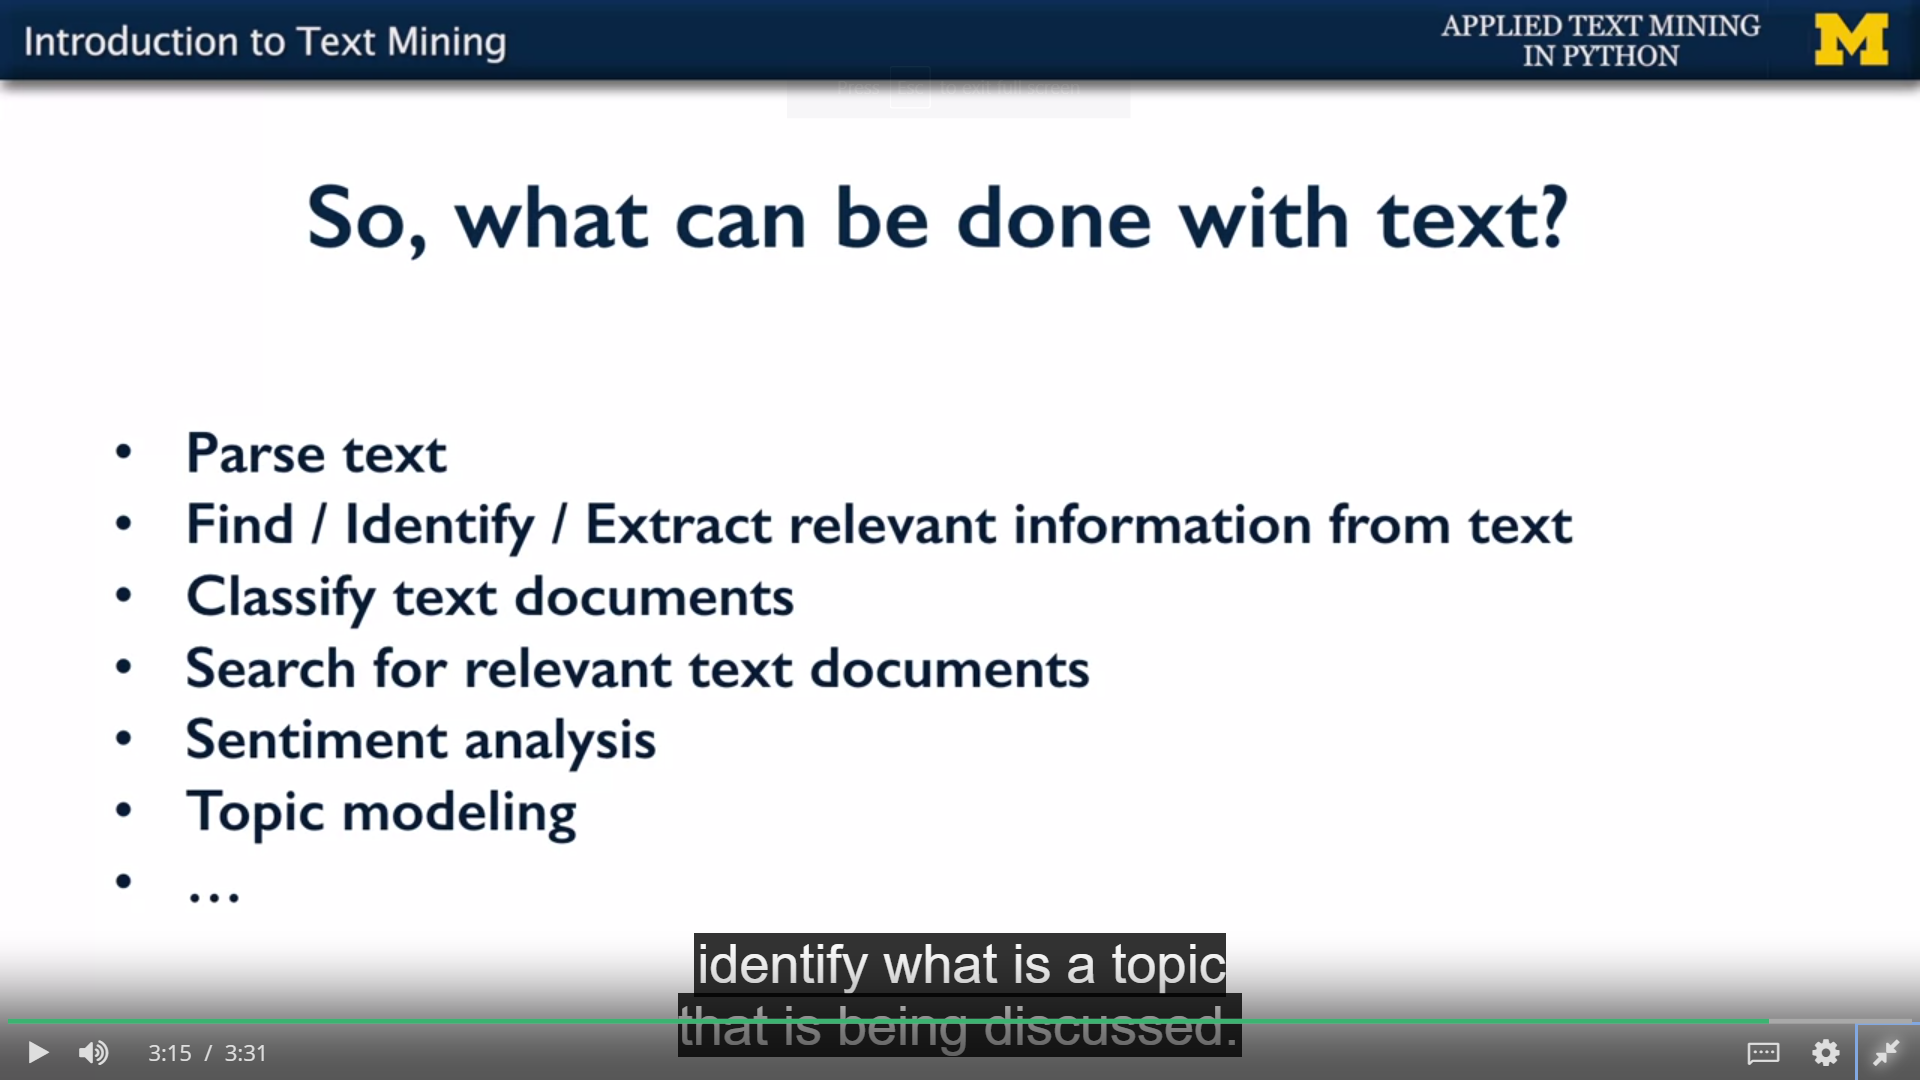 Introduction to Text Mining
APPLIED TEXT MINING
IN PYTHON
M
Press Esc to exit full screen
So, what can be done with text?
• Parse text
• Find / Identify / Extract relevant information from text
• Classify text documents
• Search for relevant text documents
• Sentiment analysis
• Topic modeling
• ...
identify what is a topic
that is being discussed.
3:15 / 3:31